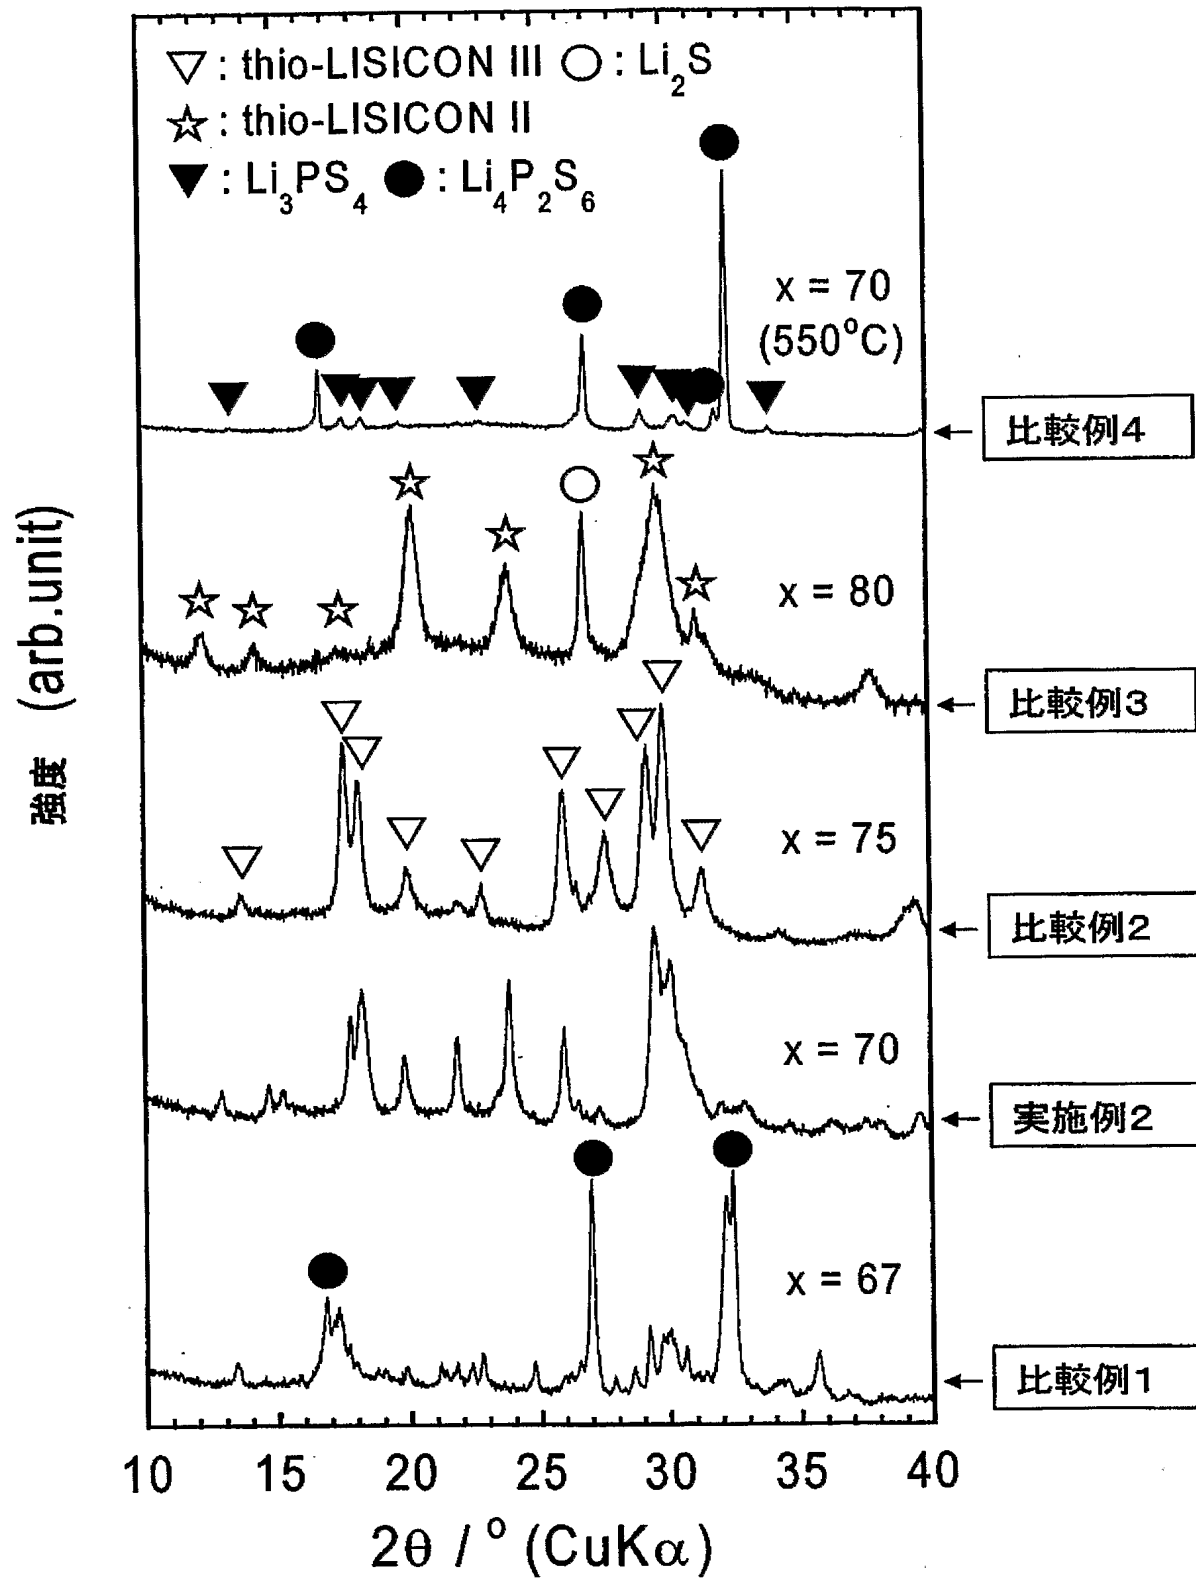 ▽ : thio-LISICON III ○ : Li₂S
☆ : thio-LISICON II
▼ : Li₃PS₄ ● : Li₄P₂S₆
x = 70
(550°C)
比較例4
x = 80
比較例3
x = 75
比較例2
x = 70
実施例2
x = 67
比較例1
強度 (arb.unit)
10 15 20 25 30 35 40
2θ / ° (CuKα)